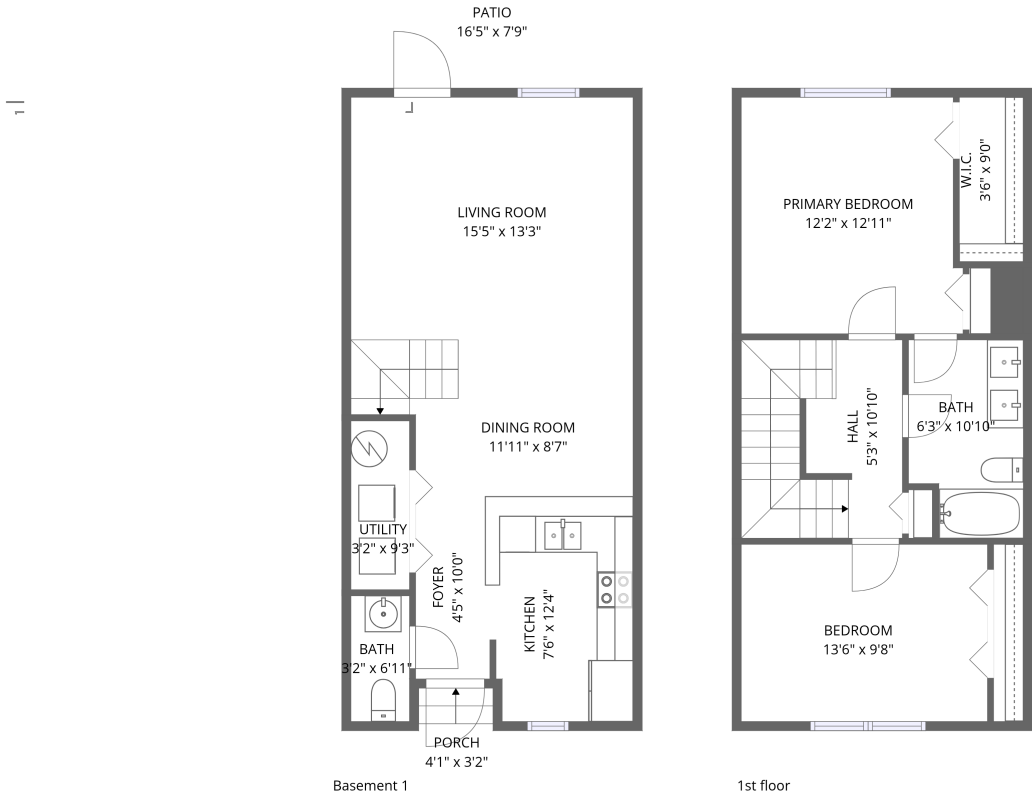 PATIO
16'5" x 7'9"
1
LIVING ROOM
15'5" x 13'3"
DINING ROOM
11'11" x 8'7"
UTILITY
3'2" x 9'3"
FOYER
4'5" x 10'0"
KITCHEN
7'6" x 12'4"
BATH
3'2" x 6'11"
PORCH
4'1" x 3'2"
Basement 1
PRIMARY BEDROOM
12'2" x 12'11"
W.I.C.
3'6" x 9'0"
HALL
5'3" x 10'10"
BATH
6'3" x 10'10"
BEDROOM
13'6" x 9'8"
1st floor